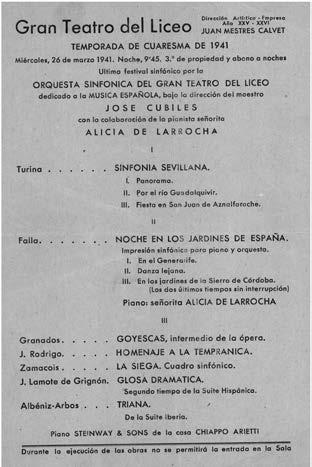 Gran Teatro del Liceo
Dirección Artística - Empresa
Año XXV - XXVI
JUAN MESTRES CALVET
TEMPORADA DE CUARESMA DE 1941
Miércoles, 26 de marzo 1941. Noche, 9'45. 3.ª de propiedad y abono a noches
Ultimo festival sinfónico por la
ORQUESTA SINFONICA DEL GRAN TEATRO DEL LICEO
dedicado a la MUSICA ESPAÑOLA, bajo la dirección del maestro
JOSE CUBILES
con la colaboración de la pianista señorita
ALICIA DE LARROCHA
I
Turina . . . . . . SINFONIA SEVILLANA.
I. Panorama.
II. Por el río Guadalquivir.
III. Fiesta en San Juan de Aznalfarache.
II
Falla. . . . . . . NOCHE EN LOS JARDINES DE ESPAÑA.
Impresión sinfónica para piano y orquesta.
I. En el Generalife.
II. Danza lejana.
III. En los jardines de la Sierra de Córdoba.
(Los dos últimos tiempos sin interrupción)
Piano: señorita ALICIA DE LARROCHA
III
Granados. . . . . GOYESCAS, intermedio de la ópera.
J. Rodrigo. . . . . HOMENAJE A LA TEMPRANICA.
Zamacois . . . . . LA SIEGA. Cuadro sinfónico.
J. Lamote de Grignón. GLOSA DRAMATICA.
Segundo tiempo de la Suite Hispánica.
Albéniz-Arbos . . . TRIANA.
De la Suite Iberia.
Piano STEINWAY & SONS de la casa CHIAPPO ARIETTI
Durante la ejecución de las obras no se permitirá la entrada en la Sala